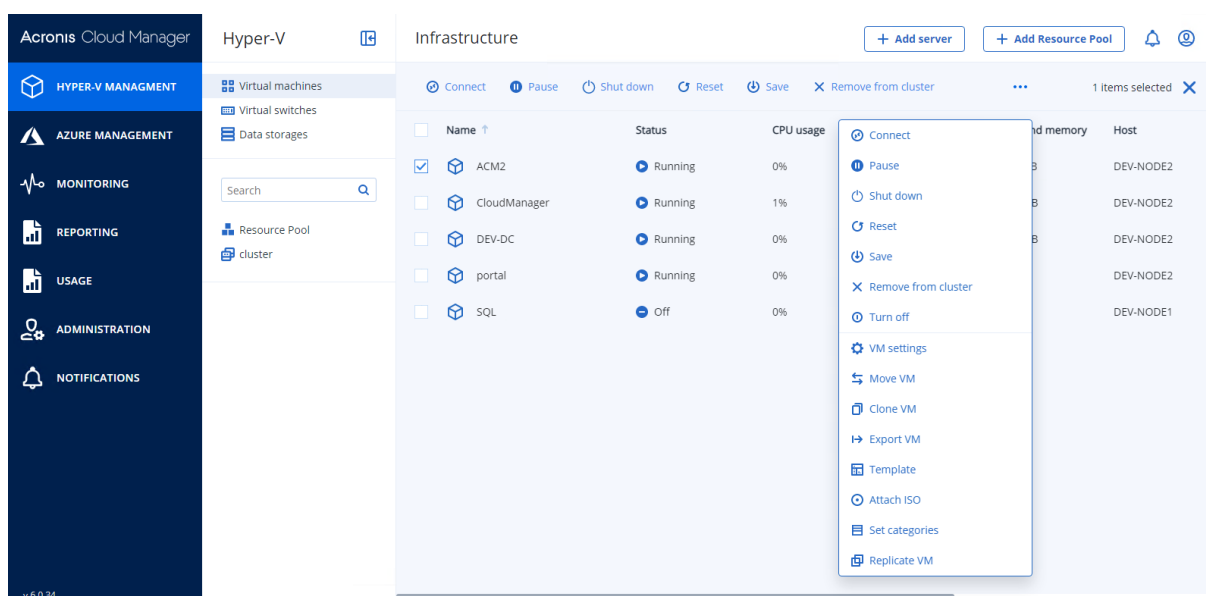 Acronis Cloud Manager
HYPER-V MANAGMENT
AZURE MANAGEMENT
MONITORING
REPORTING
USAGE
ADMINISTRATION
NOTIFICATIONS
v 6.0.34
Hyper-V
Virtual machines
Virtual switches
Data storages
Search
Resource Pool
cluster
Infrastructure
+ Add server + Add Resource Pool
Connect Pause Shut down Reset Save Remove from cluster ••• 1 items selected
Name ↑ Status CPU usage nd memory Host
ACM2 Running 0% B DEV-NODE2
CloudManager Running 1% B DEV-NODE2
DEV-DC Running 0% B DEV-NODE2
portal Running 0% DEV-NODE2
SQL Off 0% DEV-NODE1
Connect
Pause
Shut down
Reset
Save
Remove from cluster
Turn off
VM settings
Move VM
Clone VM
Export VM
Template
Attach ISO
Set categories
Replicate VM